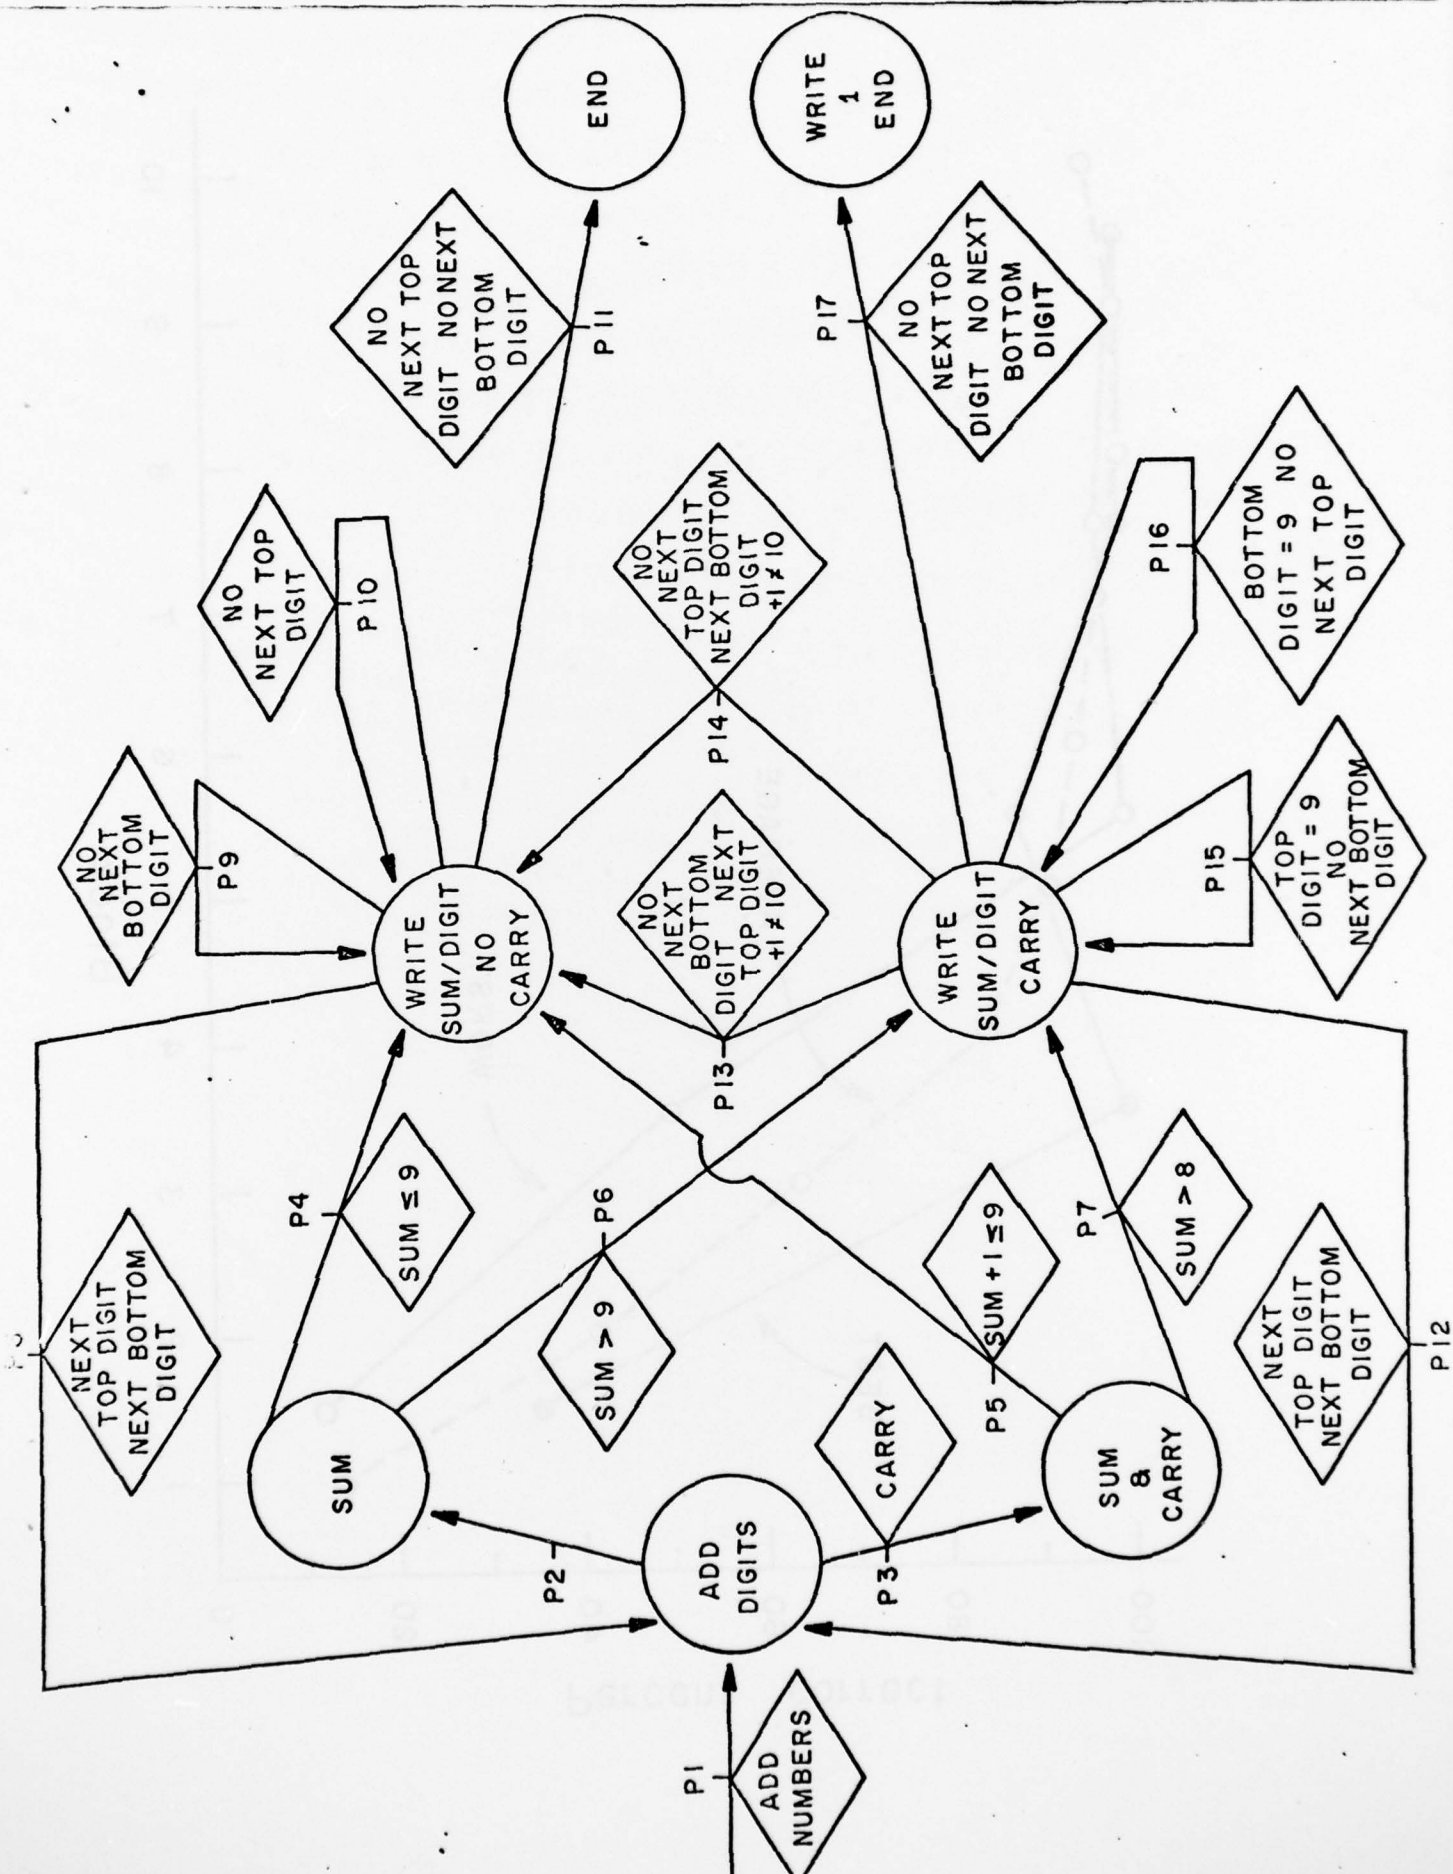 P1
ADD
NUMBERS
ADD
DIGITS
P2
P3
CARRY
SUM
SUM
&
CARRY
NEXT
TOP DIGIT
NEXT BOTTOM
DIGIT
P4
SUM ≤ 9
P6
SUM > 9
P5
SUM + 1 ≤ 9
P7
SUM > 8
NEXT
TOP DIGIT
NEXT BOTTOM
DIGIT
P12
WRITE
SUM/DIGIT
NO
CARRY
WRITE
SUM/DIGIT
CARRY
P9
NO
NEXT
BOTTOM
DIGIT
P10
NO
NEXT TOP
DIGIT
P13
NO
NEXT
BOTTOM
DIGIT NEXT
TOP DIGIT
+1 ≠ 10
P14
NO
NEXT
TOP DIGIT
NEXT BOTTOM
DIGIT
+1 ≠ 10
P15
TOP
DIGIT = 9
NO
NEXT BOTTOM
DIGIT
P16
BOTTOM
DIGIT = 9 NO
NEXT TOP
DIGIT
P11
NO
NEXT TOP
DIGIT NO NEXT
BOTTOM
DIGIT
P17
NO
NEXT TOP
DIGIT NO NEXT
BOTTOM
DIGIT
END
WRITE
1
END